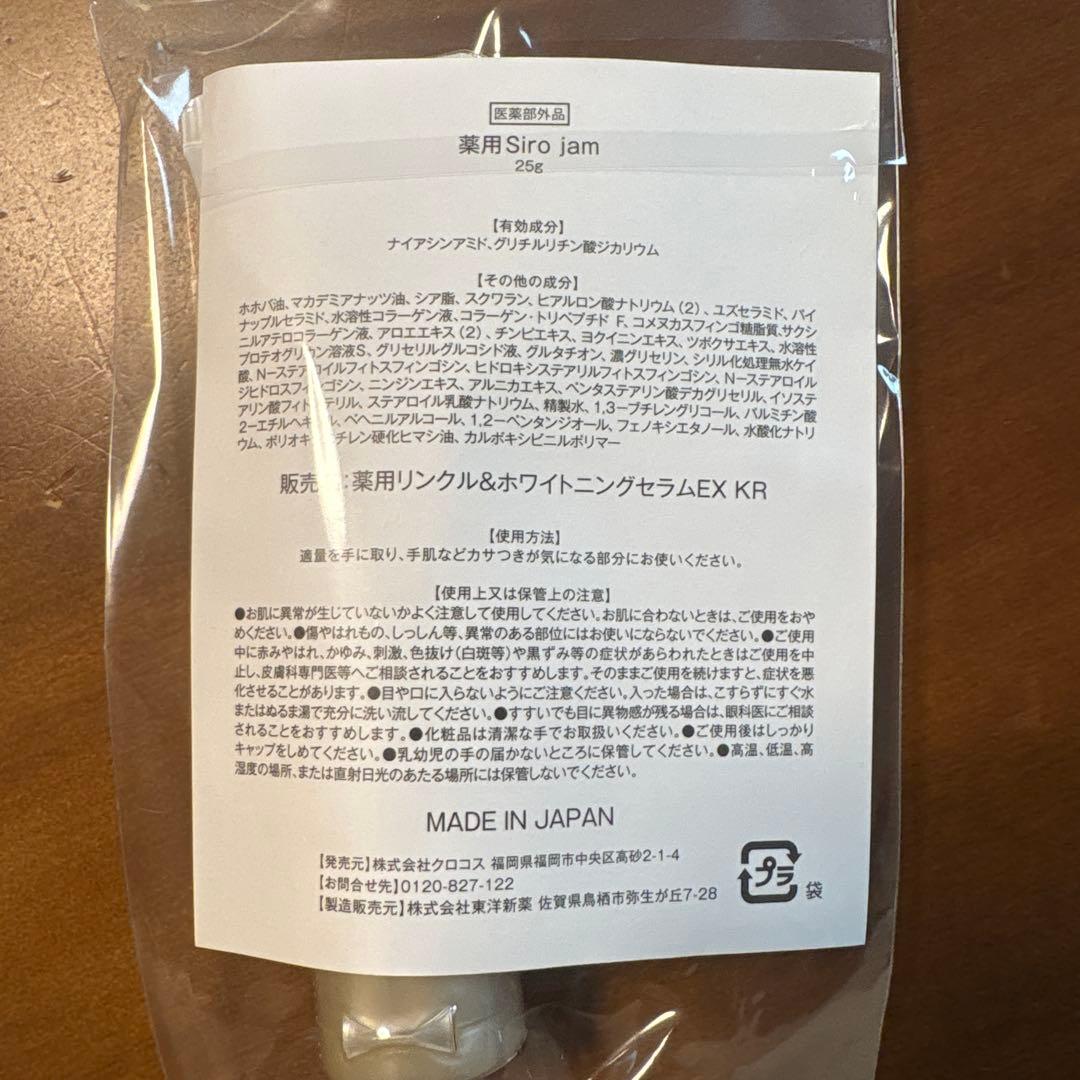 医薬部外品
薬用Siro jam
25g
【有効成分】
ナイアシンアミド、グリチルリチン酸ジカリウム
【その他の成分】
ホホバ油、マカデミアナッツ油、シア脂、スクワラン、ヒアルロン酸ナトリウム（2）、ユズセラミド、パイ
ナップルセラミド、水溶性コラーゲン液、コラーゲン・トリペプチド F、コメヌカスフィンゴ糖脂質、サクシ
ニルアテロコラーゲン液、アロエエキス（2）、チンピエキス、ヨクイニンエキス、ツボクサエキス、水溶性
プロテオグリカン溶液S、グリセリルグルコシド液、グルタチオン、濃グリセリン、シリル化処理無水ケイ
酸、N−ステアロイルフィトスフィンゴシン、ヒドロキシステアリルフィトスフィンゴシン、N−ステアロイル
ジヒドロスフィンゴシン、ニンジンエキス、アルニカエキス、ペンタステアリン酸デカグリセリル、イソステ
アリン酸フィトステリル、ステアロイル乳酸ナトリウム、精製水、1,3−ブチレングリコール、パルミチン酸
2−エチルヘキシル、ベヘニルアルコール、1,2−ペンタンジオール、フェノキシエタノール、水酸化ナトリ
ウム、ポリオキシエチレン硬化ヒマシ油、カルボキシビニルポリマー
販売 ：薬用リンクル＆ホワイトニングセラムEX KR
【使用方法】
適量を手に取り、手肌などカサつきが気になる部分にお使いください。
【使用上又は保管上の注意】
●お肌に異常が生じていないかよく注意して使用してください。お肌に合わないときは、ご使用をおや
めください。●傷やはれもの、しっしん等、異常のある部位にはお使いにならないでください。●ご使用
中に赤みやはれ、かゆみ、刺激、色抜け（白斑等）や黒ずみ等の症状があらわれたときはご使用を中
止し、皮膚科専門医等へご相談されることをおすすめします。そのままご使用を続けますと、症状を悪
化させることがあります。●目や口に入らないようにご注意ください。入った場合は、こすらずにすぐ水
またはぬるま湯で充分に洗い流してください。●すすいでも目に異物感が残る場合は、眼科医にご相談
されることをおすすめします。●化粧品は清潔な手でお取扱いください。●ご使用後はしっかり
キャップをしめてください。●乳幼児の手の届かないところに保管してください。●高温、低温、高
湿度の場所、または直射日光のあたる場所には保管しないでください。
MADE IN JAPAN
【発売元】株式会社クロコス 福岡県福岡市中央区高砂2-1-4
【お問合せ先】0120-827-122
【製造販売元】株式会社東洋新薬 佐賀県鳥栖市弥生が丘7-28
プラ
袋